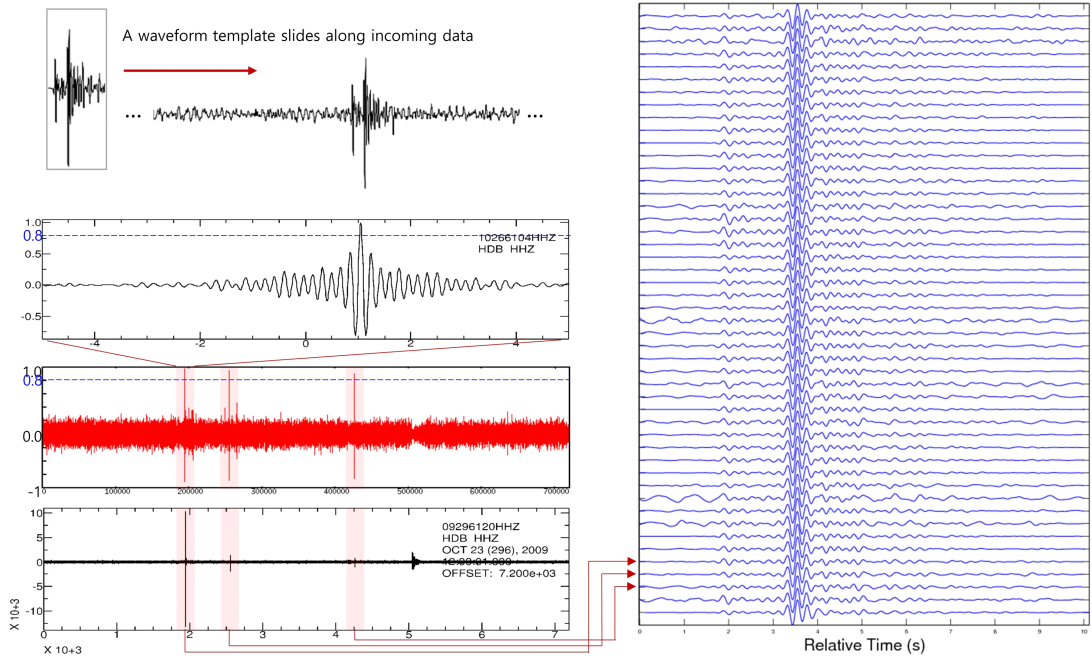 A waveform template slides along incoming data
... ...
1.0
0.8
0.5
0.0
-0.5
10266104HHZ
HDB HHZ
-4 -2 0 2 4
1.0
0.8
0.0
-1
0 100000 200000 300000 400000 500000 600000 700000
10
5
0
-5
-10
X 10+3
09296120HHZ
HDB HHZ
OCT 23 (296), 2009
OFFSET: 7.200e+03
0 1 2 3 4 5 6 7
X 10+3
0 1 2 3 4 5 6 7 8 9 10
Relative Time (s)